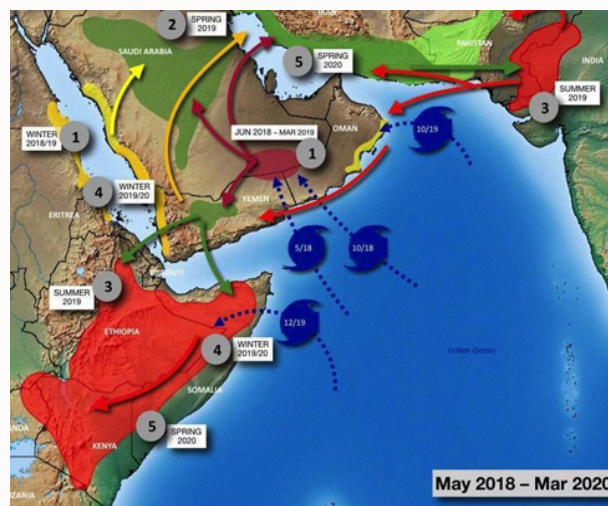 2
SPRING
2019
IRAN
SAUDI ARABIA
5
SPRING
2020
PAKISTAN
INDIA
3
SUMMER
2019
WINTER
2018/19
1
JUN 2018 – MAR 2019
1
OMAN
10/19
4
WINTER
2019/20
YEMEN
ERITREA
5/18
10/18
DJIBOUTI
3
SUMMER
2019
ETHIOPIA
12/19
4
WINTER
2019/20
Indian Ocean
SOMALIA
5
SPRING
2020
KENYA
ANDA
NZANIA
May 2018 – Mar 2020